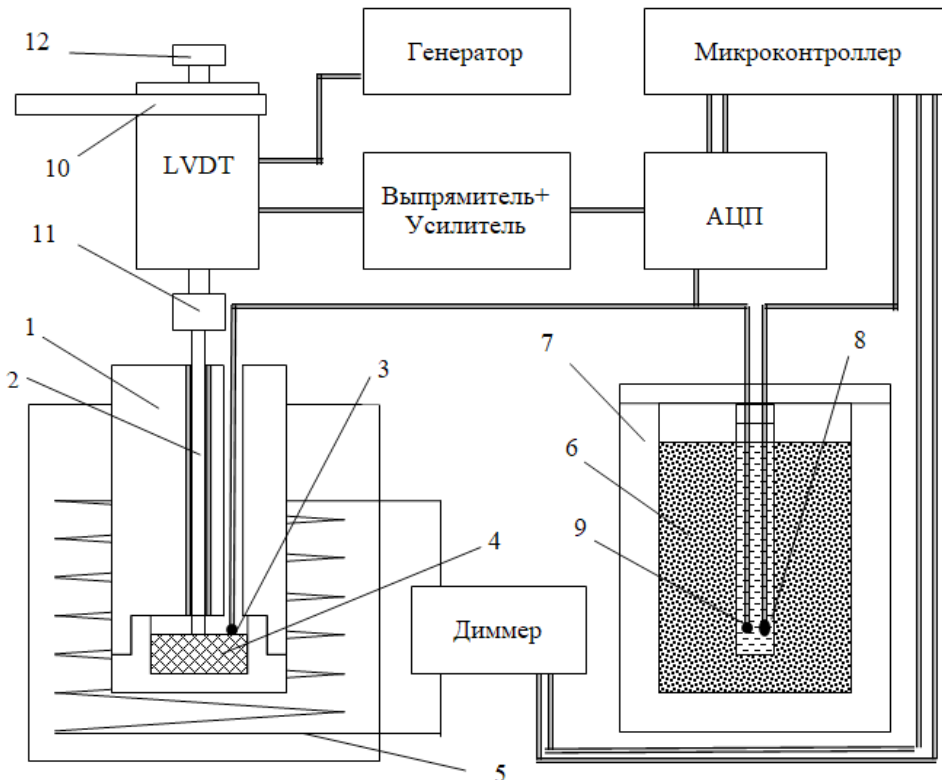 12
Генератор
Микроконтроллер
10
LVDT
Выпрямитель+
Усилитель
АЦП
11
1
2
3
7
8
6
4
9
Диммер
5